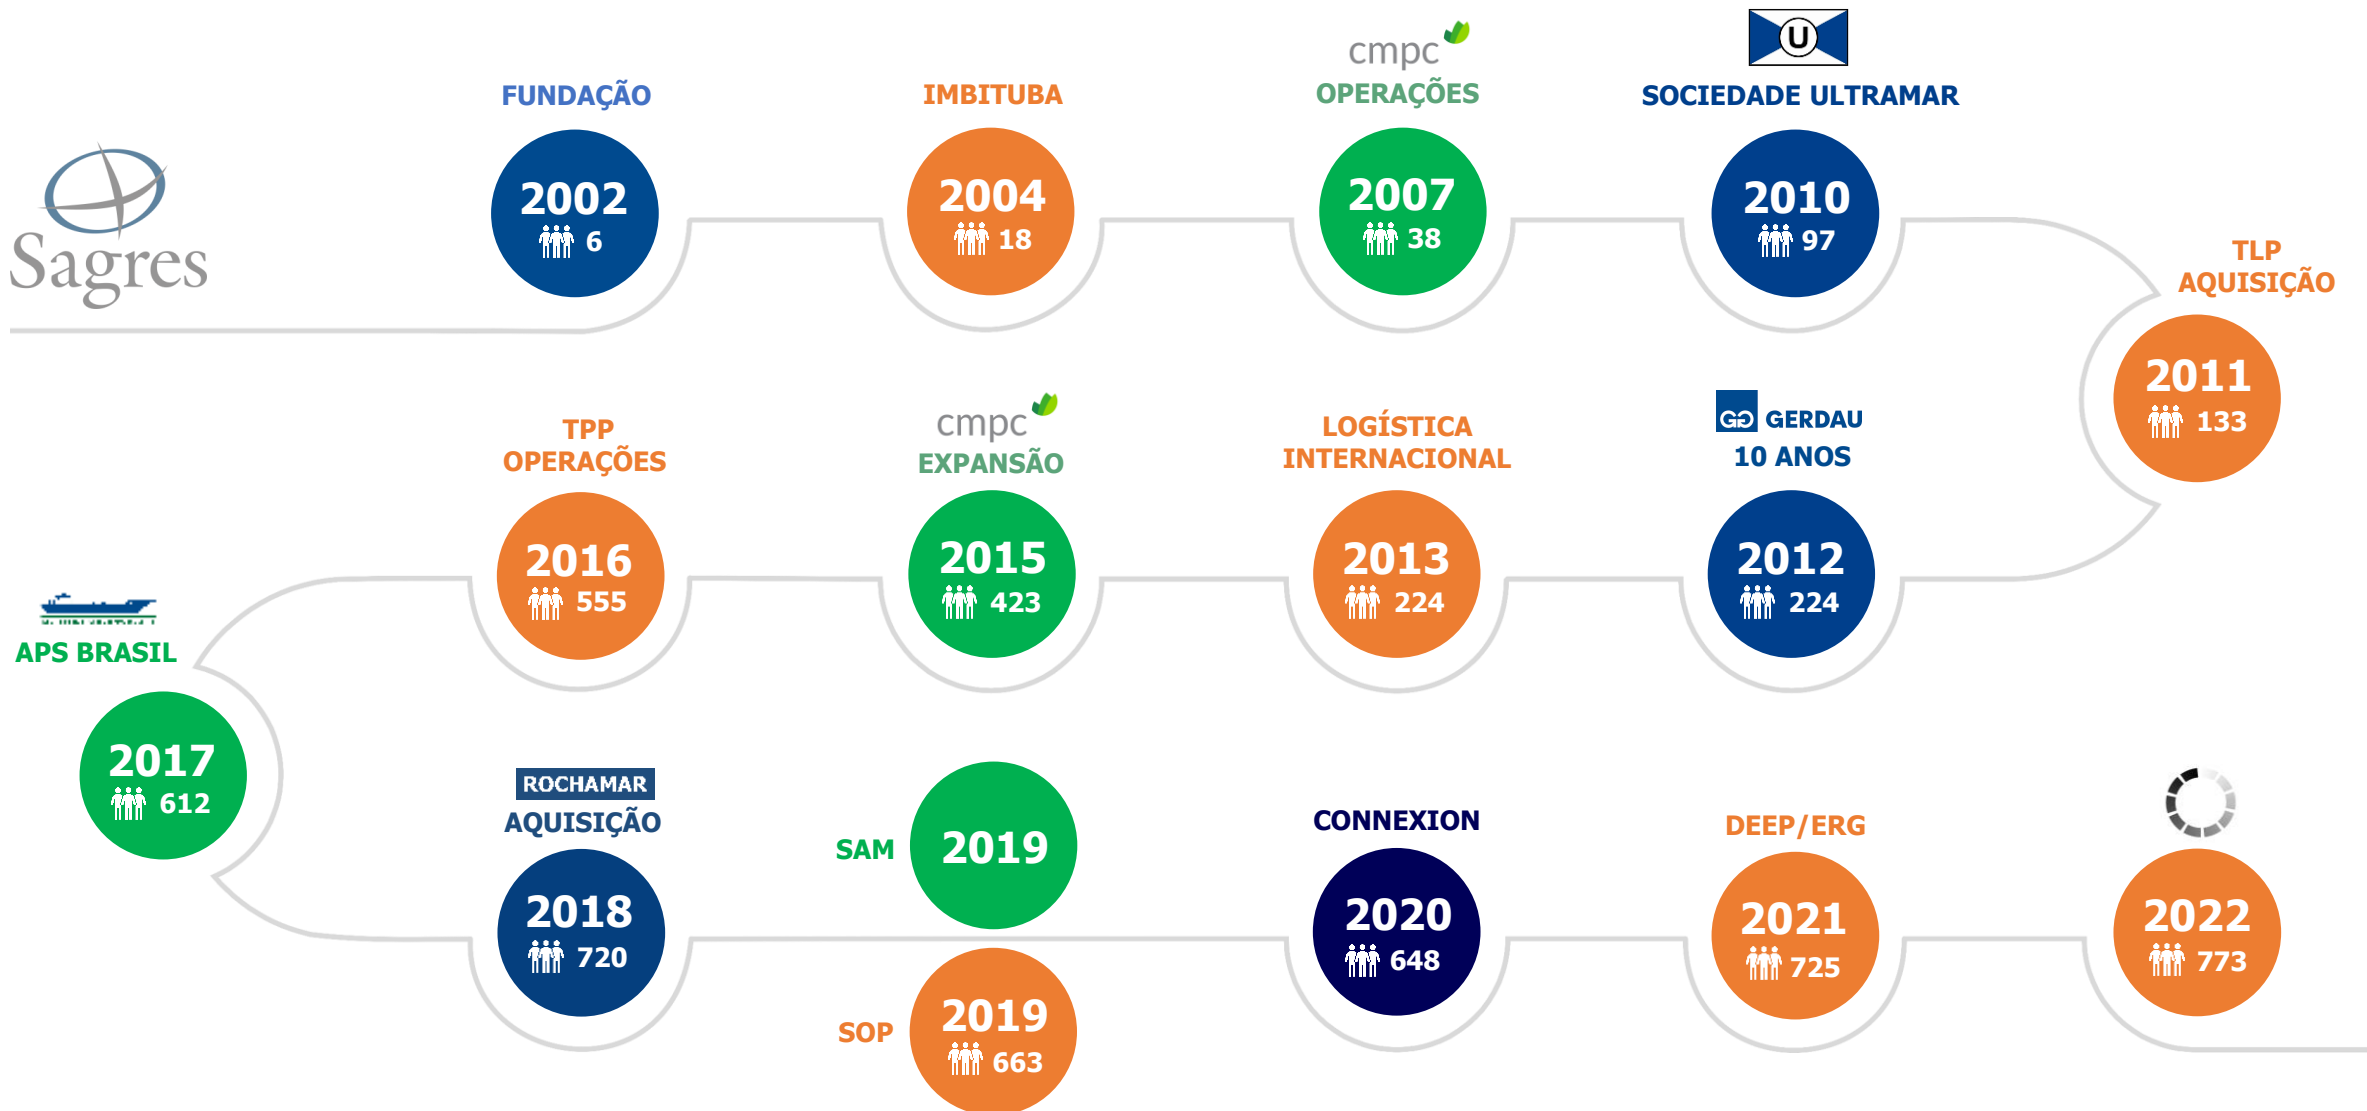 Sagres
FUNDAÇÃO
2002
6
IMBITUBA
2004
18
cmpc
OPERAÇÕES
2007
38
U
SOCIEDADE ULTRAMAR
2010
97
TLP
AQUISIÇÃO
2011
133
GG GERDAU
10 ANOS
2012
224
LOGÍSTICA
INTERNACIONAL
2013
224
cmpc
EXPANSÃO
2015
423
TPP
OPERAÇÕES
2016
555
APS BRASIL
2017
612
ROCHAMAR
AQUISIÇÃO
2018
720
SAM
2019
SOP
2019
663
CONNEXION
2020
648
DEEP/ERG
2021
725
2022
773